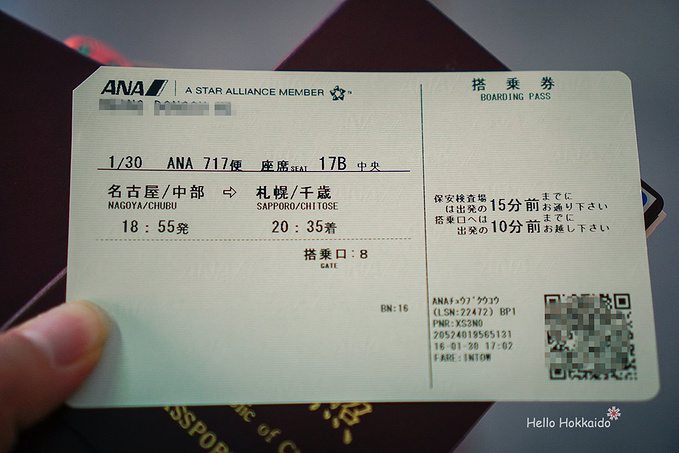 ANA A STAR ALLIANCE MEMBER
1/30 ANA 717便 座席SEAT 17B 中央
名古屋/中部 ⇨ 札幌/千歳
NAGOYA/CHUBU SAPPORO/CHITOSE
18:55発 20:35着
搭乗口:8
GATE
BN:16
搭乗券
BOARDING PASS
保安検査場は出発の15分前までにお通り下さい
搭乗口へは出発の10分前までにお越し下さい
ANAチュウブクウコウ
(LSN:22472) BP1
PNR:XS3N0
20524019565131
16-01-30 17:02
FARE:INTOW
Hello Hokkaido